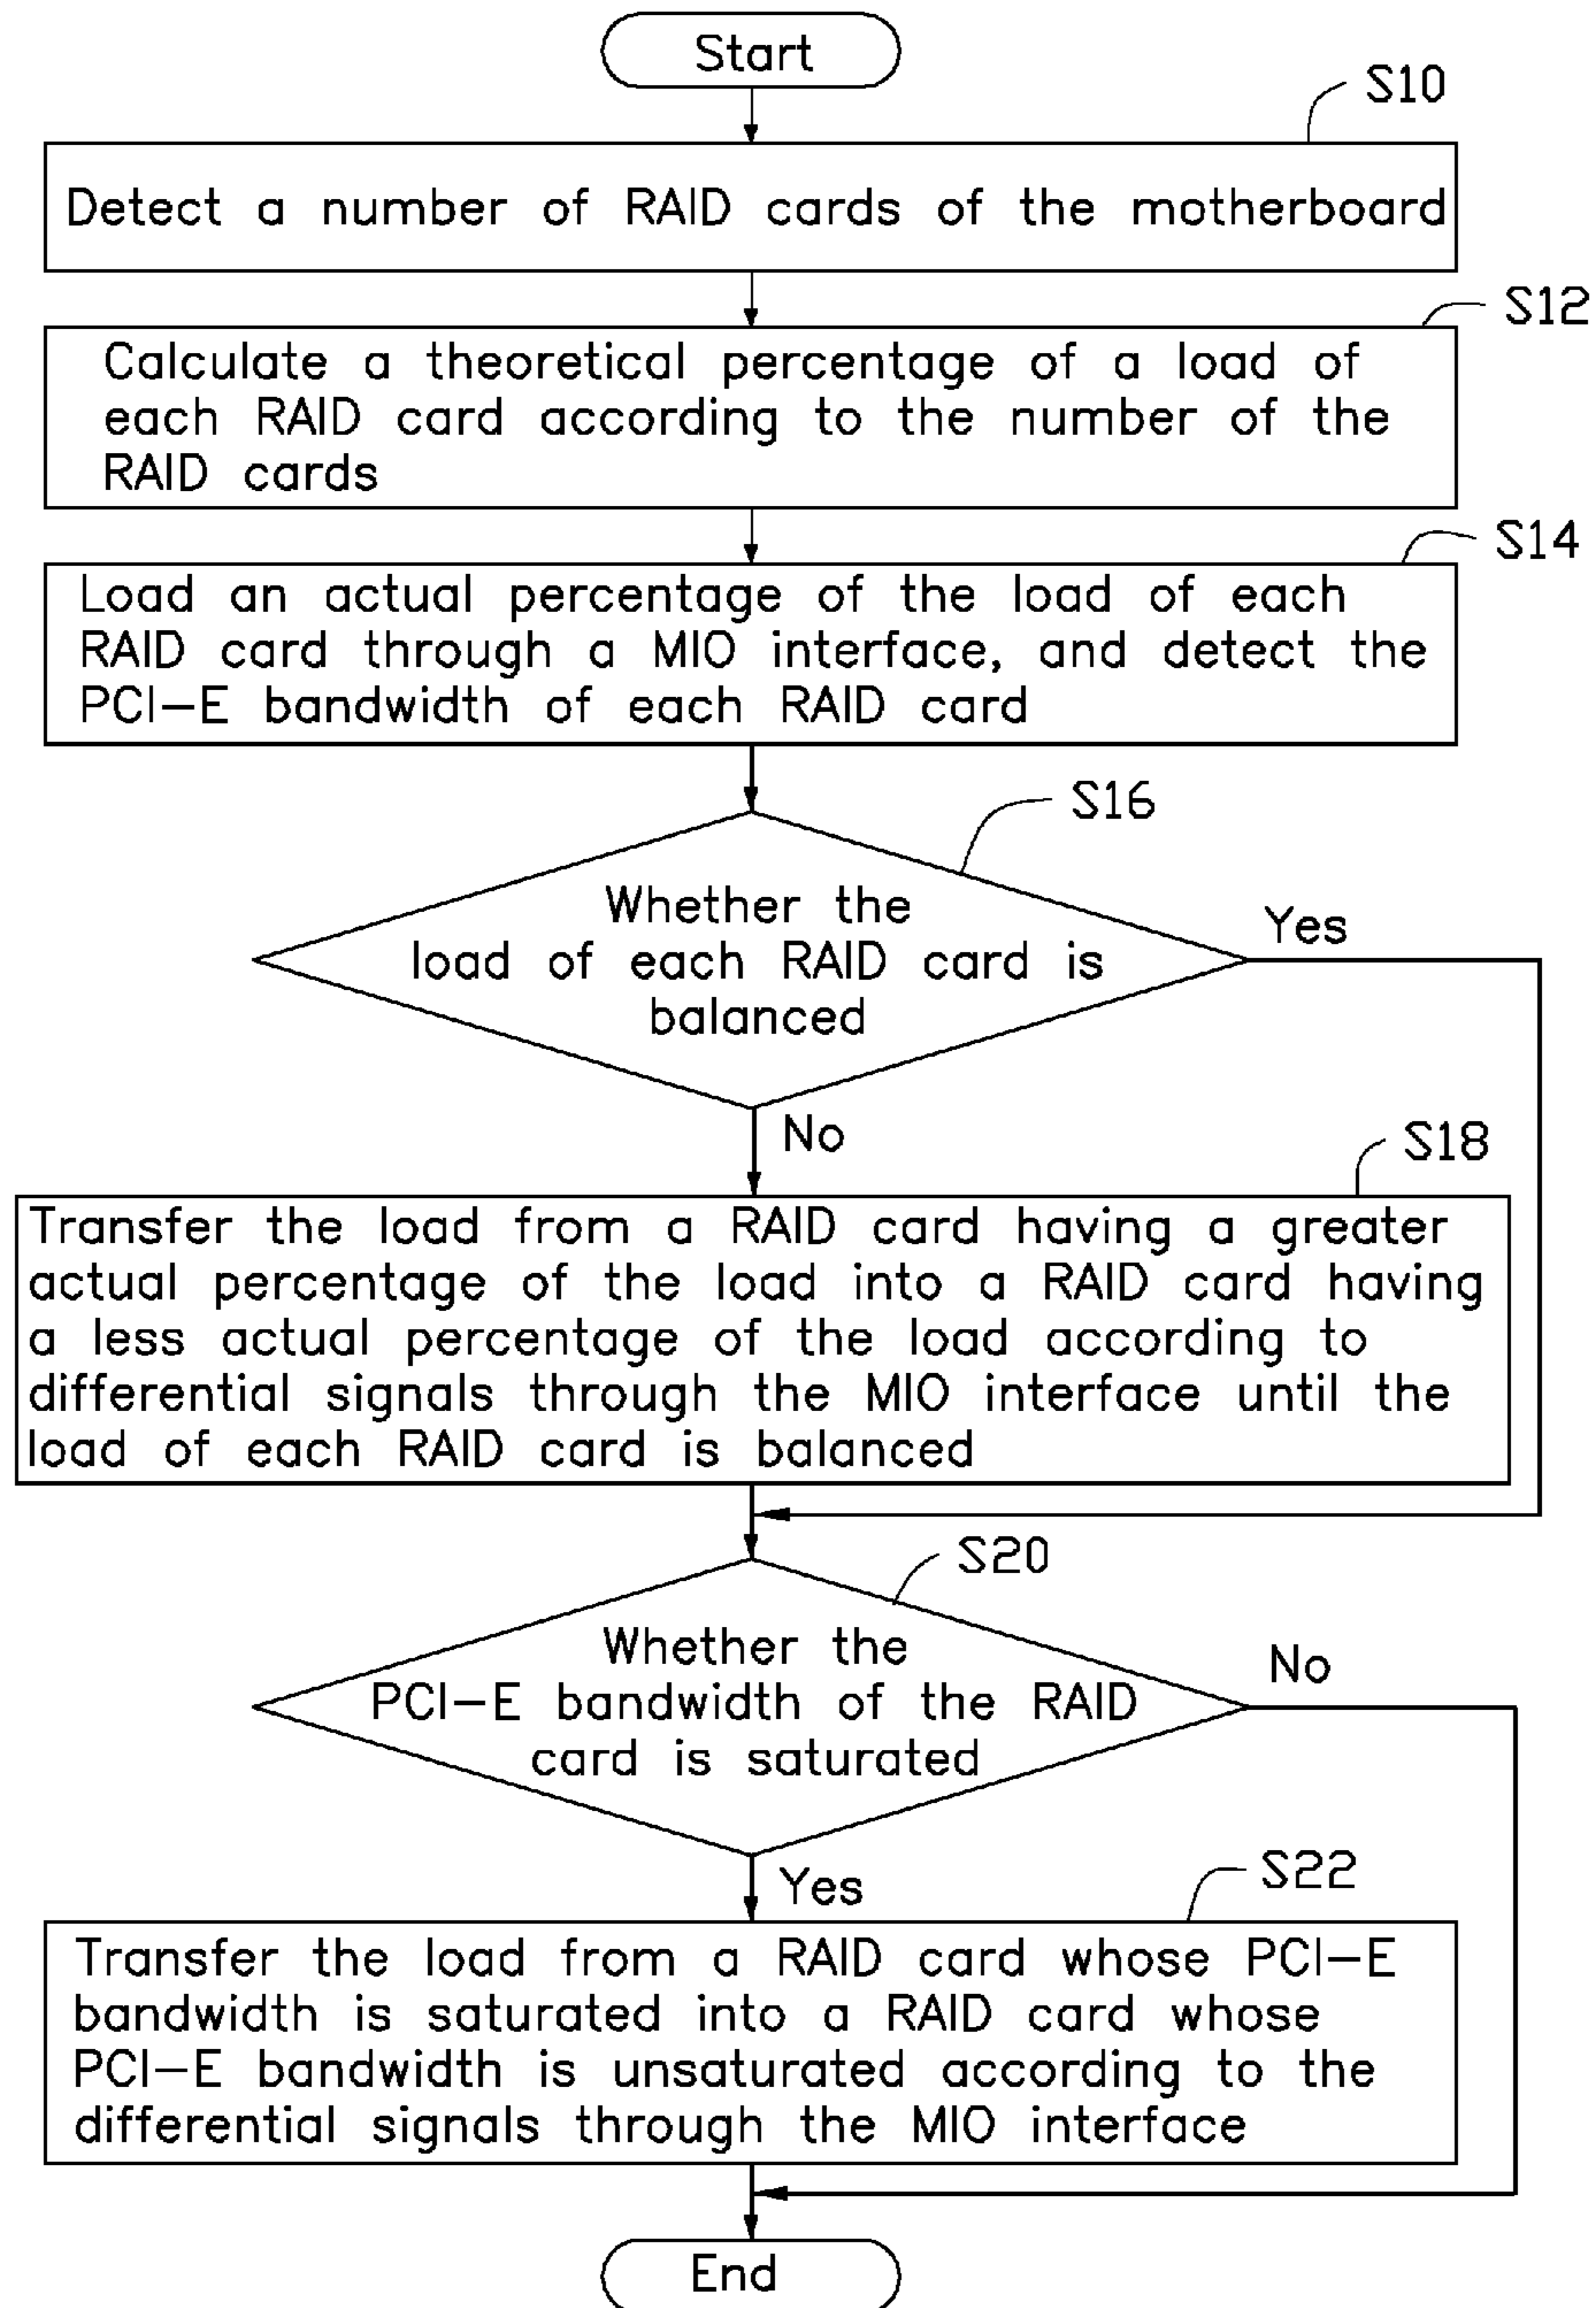 Start
S10
Detect a number of RAID cards of the motherboard
S12
Calculate a theoretical percentage of a load of
each RAID card according to the number of the
RAID cards
S14
Load an actual percentage of the load of each
RAID card through a MIO interface, and detect the
PCI-E bandwidth of each RAID card
S16
Whether the
load of each RAID card is
balanced
Yes
No
S18
Transfer the load from a RAID card having a greater
actual percentage of the load into a RAID card having
a less actual percentage of the load according to
differential signals through the MIO interface until the
load of each RAID card is balanced
S20
Whether the
PCI-E bandwidth of the RAID
card is saturated
No
Yes
S22
Transfer the load from a RAID card whose PCI-E
bandwidth is saturated into a RAID card whose
PCI-E bandwidth is unsaturated according to the
differential signals through the MIO interface
End